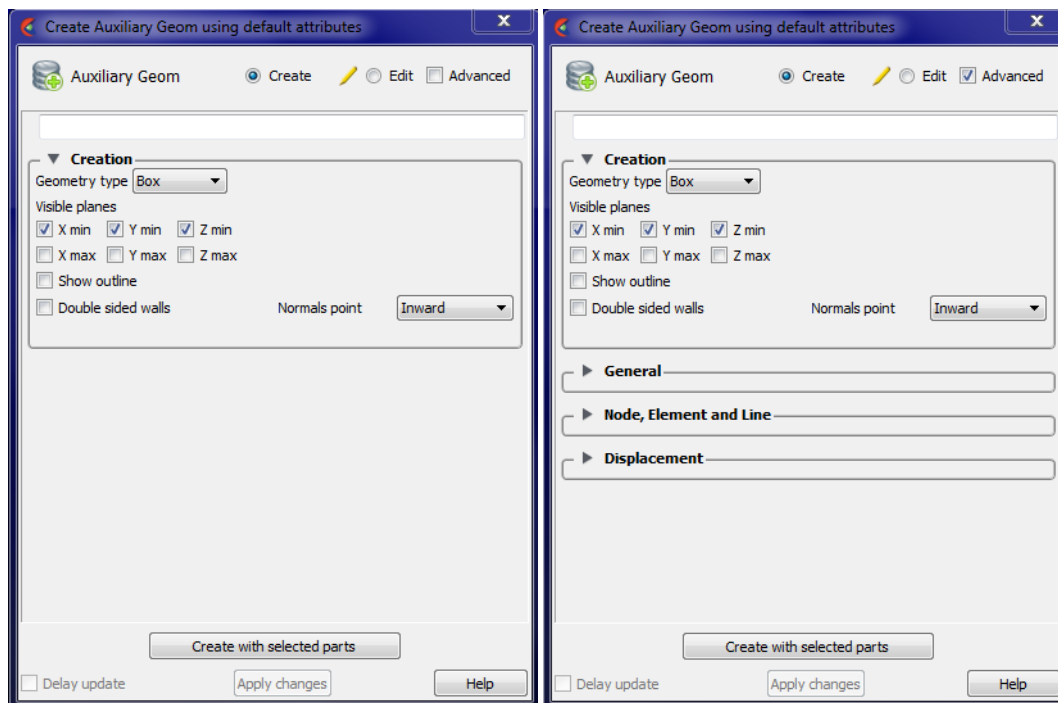 Create Auxiliary Geom using default attributes
Auxiliary Geom Create Edit Advanced
Creation
Geometry type Box
Visible planes
X min Y min Z min
X max Y max Z max
Show outline
Double sided walls Normals point Inward
Create with selected parts
Delay update Apply changes Help
Create Auxiliary Geom using default attributes
Auxiliary Geom Create Edit Advanced
Creation
Geometry type Box
Visible planes
X min Y min Z min
X max Y max Z max
Show outline
Double sided walls Normals point Inward
General
Node, Element and Line
Displacement
Create with selected parts
Delay update Apply changes Help